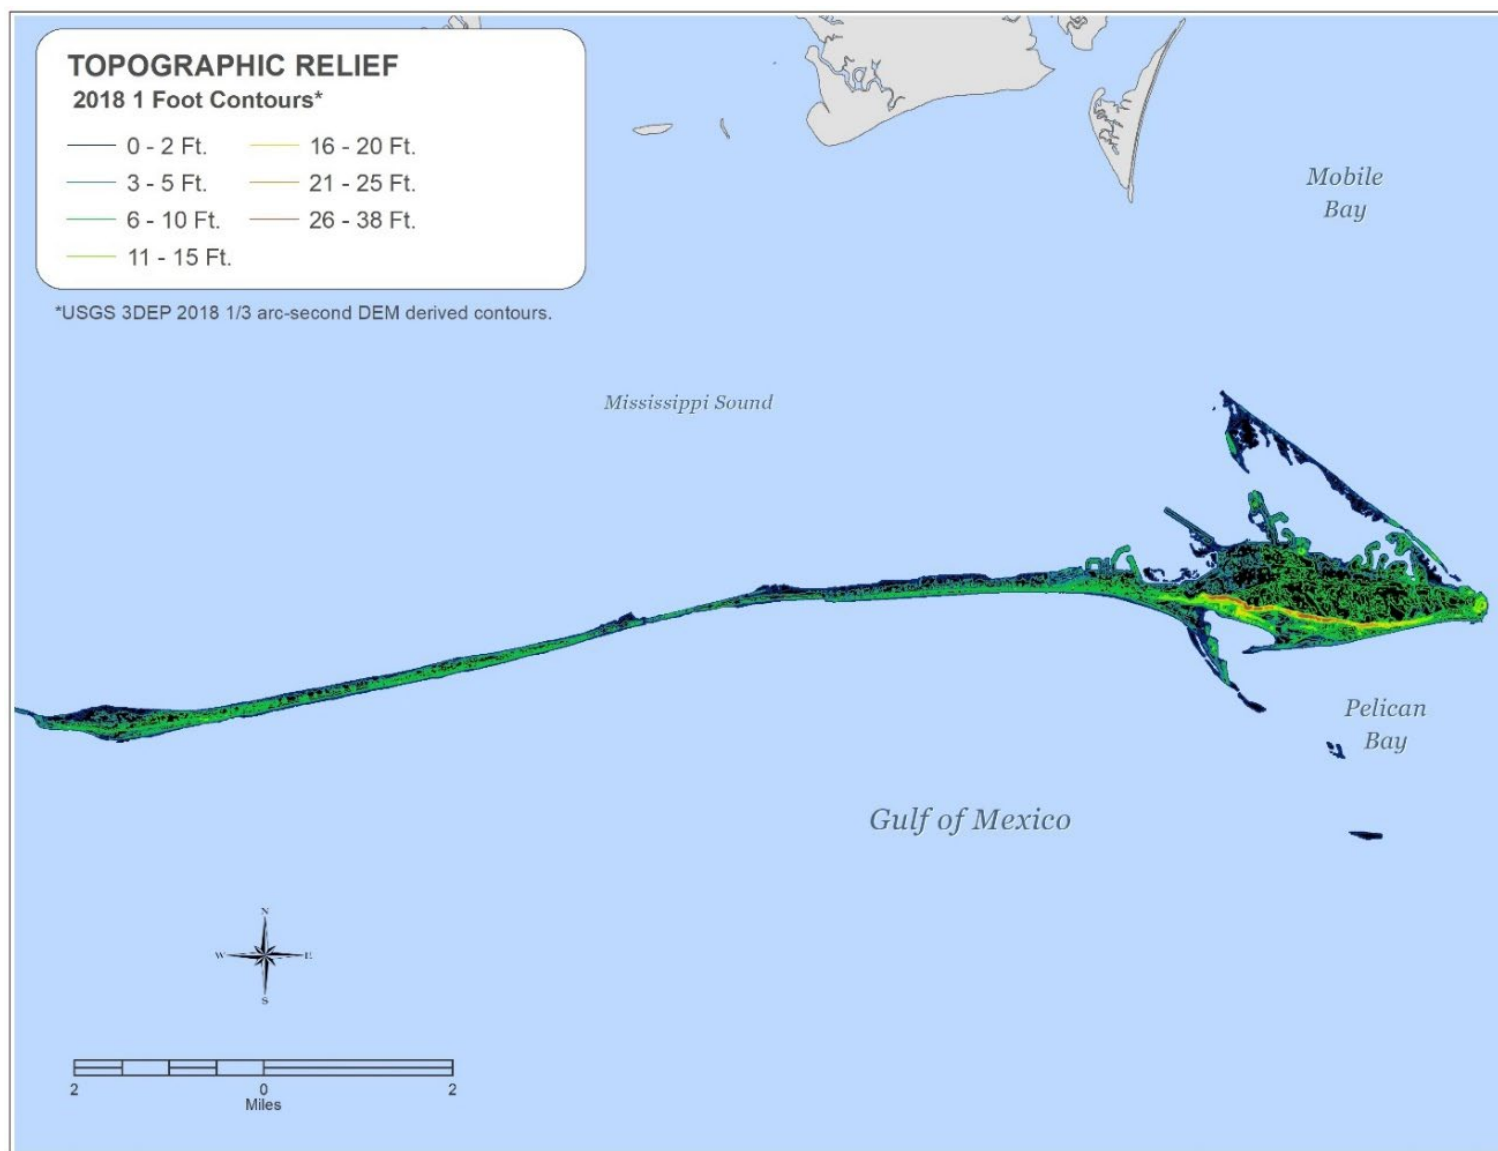 TOPOGRAPHIC RELIEF
2018 1 Foot Contours*
0 - 2 Ft.
16 - 20 Ft.
3 - 5 Ft.
21 - 25 Ft.
6 - 10 Ft.
26 - 38 Ft.
11 - 15 Ft.
*USGS 3DEP 2018 1/3 arc-second DEM derived contours.
Mobile
Bay
Mississippi Sound
Pelican
Bay
Gulf of Mexico
N
W E
S
2 0 2
Miles